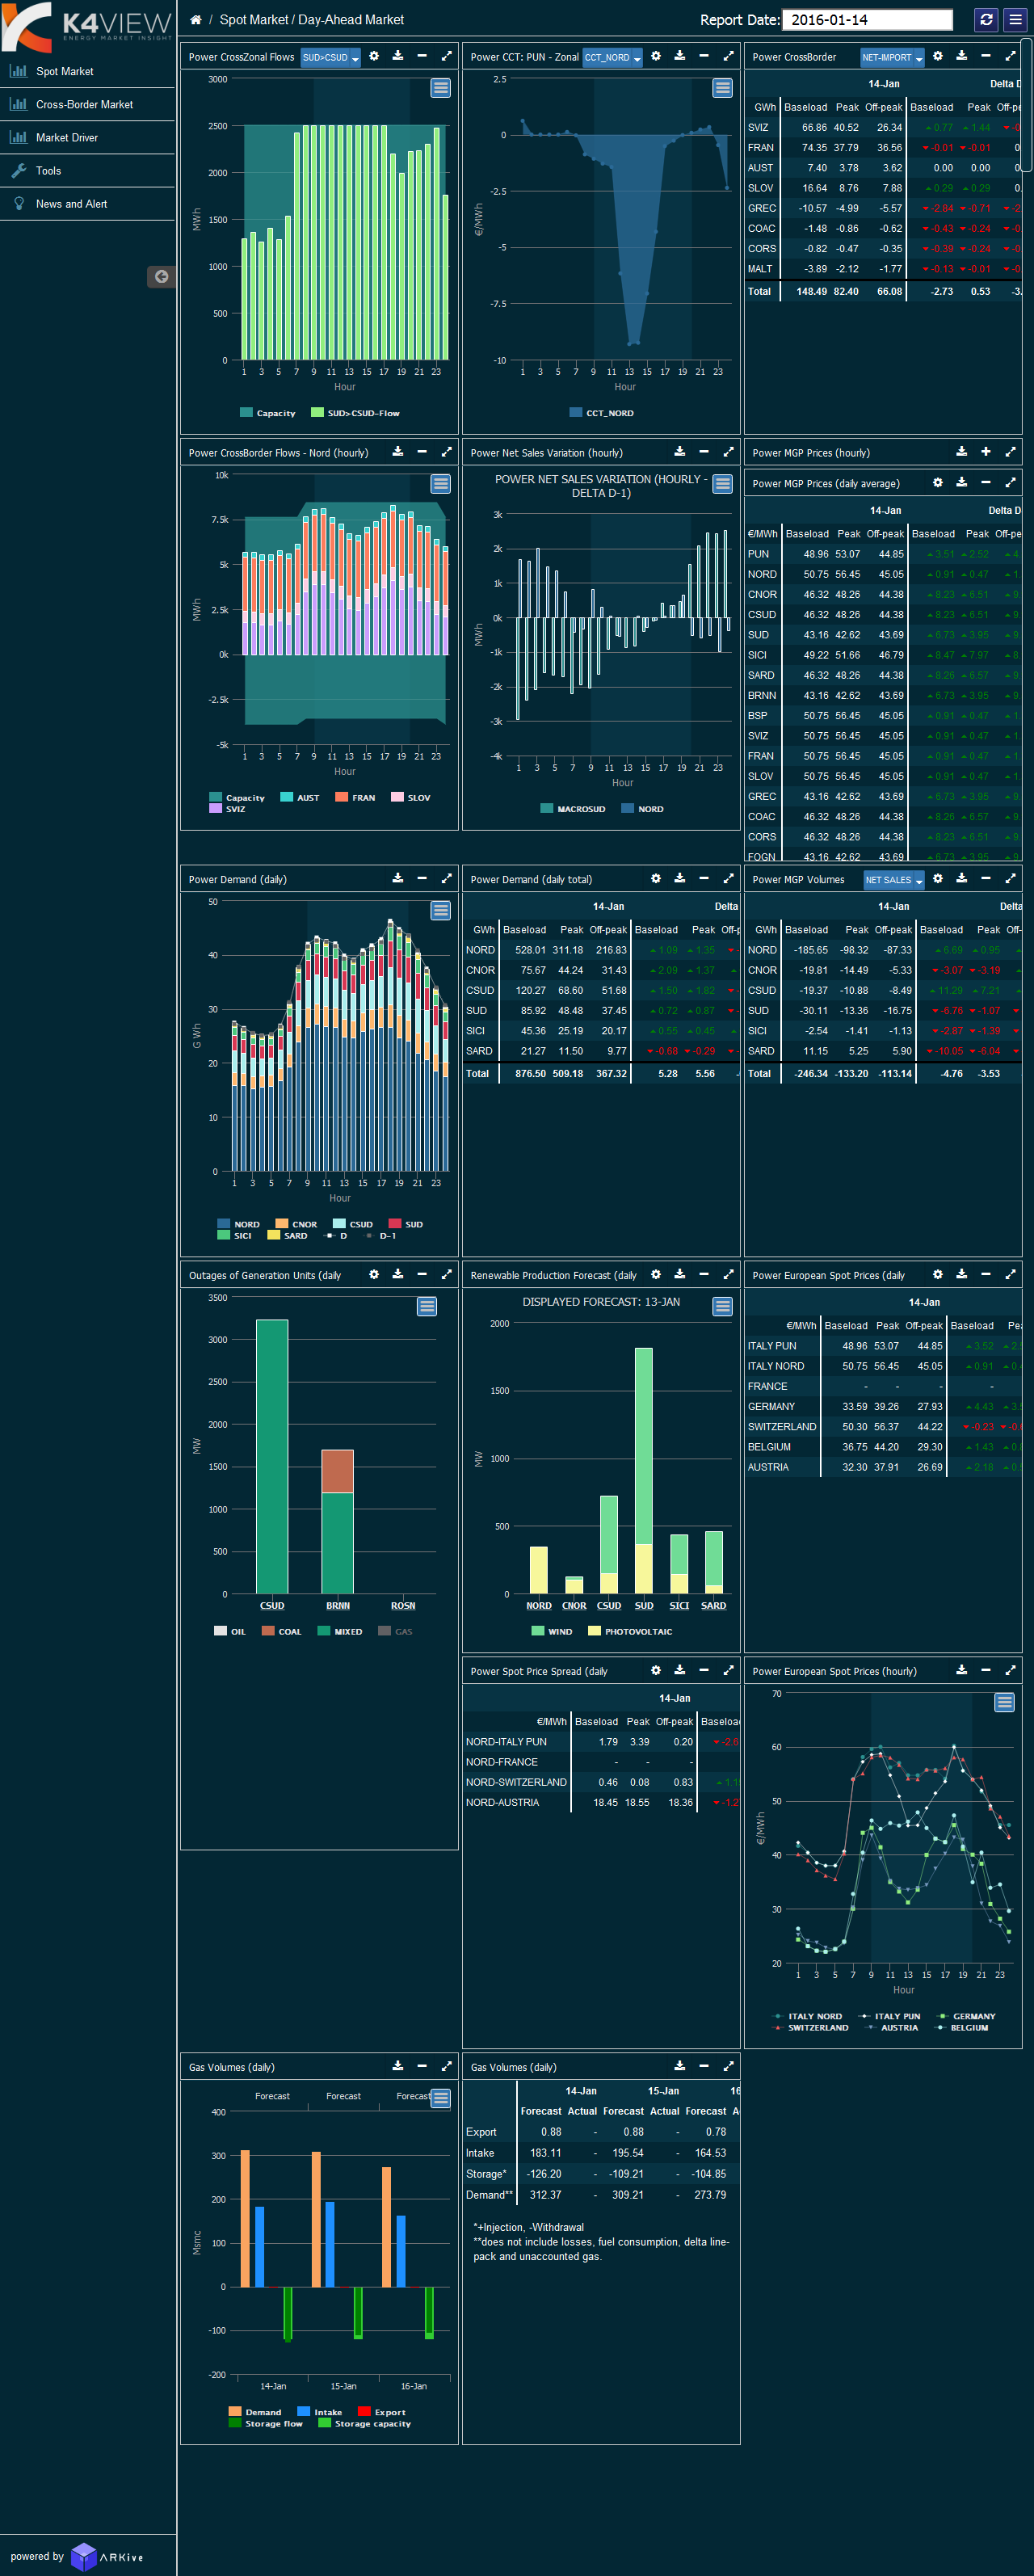 K4VIEW
ENERGY MARKET INSIGHT
/ Spot Market / Day-Ahead Market
Report Date: 2016-01-14
Spot Market
Cross-Border Market
Market Driver
Tools
News and Alert
Power CrossZonal Flows SUD>CSUD
3000
2500
2000
1500
1000
500
0
MWh
1 3 5 7 9 11 13 15 17 19 21 23
Hour
Capacity SUD>CSUD-Flow
Power CCT: PUN - Zonal CCT_NORD
2.5
0
-2.5
-5
-7.5
-10
€/MWh
1 3 5 7 9 11 13 15 17 19 21 23
Hour
CCT_NORD
Power CrossBorder NET-IMPORT
14-Jan Delta D
GWh Baseload Peak Off-peak Baseload Peak Off-p
SVIZ 66.86 40.52 26.34 0.77 1.44
FRAN 74.35 37.79 36.56 -0.01 -0.01 0
AUST 7.40 3.78 3.62 0.00 0.00 0
SLOV 16.64 8.76 7.88 0.29 0.29 0.
GREC -10.57 -4.99 -5.57 -2.84 -0.71 -2
COAC -1.48 -0.86 -0.62 -0.43 -0.24
CORS -0.82 -0.47 -0.35 -0.39 -0.24
MALT -3.89 -2.12 -1.77 -0.13 -0.01
Total 148.49 82.40 66.08 -2.73 0.53 -3.
Power CrossBorder Flows - Nord (hourly)
10k
7.5k
5k
2.5k
0k
-2.5k
-5k
MWh
1 3 5 7 9 11 13 15 17 19 21 23
Hour
Capacity AUST FRAN SLOV
SVIZ
Power Net Sales Variation (hourly)
POWER NET SALES VARIATION (HOURLY -
DELTA D-1)
3k
2k
1k
0k
-1k
-2k
-3k
-4k
MWh
1 3 5 7 9 11 13 15 17 19 21 23
Hour
MACROSUD NORD
Power MGP Prices (hourly)
Power MGP Prices (daily average)
14-Jan Delta D
€/MWh Baseload Peak Off-peak Baseload Peak Off-pe
PUN 48.96 53.07 44.85 3.51 2.52 4.
NORD 50.75 56.45 45.05 0.91 0.47 1.
CNOR 46.32 48.26 44.38 8.23 6.51 9.
CSUD 46.32 48.26 44.38 8.23 6.51 9.
SUD 43.16 42.62 43.69 6.73 3.95 9.
SICI 49.22 51.66 46.79 8.47 7.97 8.
SARD 46.32 48.26 44.38 8.26 6.57 9.
BRNN 43.16 42.62 43.69 6.73 3.95 9.
BSP 50.75 56.45 45.05 0.91 0.47 1.
SVIZ 50.75 56.45 45.05 0.91 0.47 1.
FRAN 50.75 56.45 45.05 0.91 0.47 1.
SLOV 50.75 56.45 45.05 0.91 0.47 1.
GREC 43.16 42.62 43.69 6.73 3.95 9.
COAC 46.32 48.26 44.38 8.26 6.57 9.
CORS 46.32 48.26 44.38 8.23 6.51 9.
FOGN 43.16 42.62 43.69 6.73 3.95 9.
Power Demand (daily)
50
40
30
20
10
0
G Wh
1 3 5 7 9 11 13 15 17 19 21 23
Hour
NORD CNOR CSUD SUD
SICI SARD D D-1
Power Demand (daily total)
14-Jan Delta
GWh Baseload Peak Off-peak Baseload Peak Off-p
NORD 528.01 311.18 216.83 1.09 1.35
CNOR 75.67 44.24 31.43 2.09 1.37
CSUD 120.27 68.60 51.68 1.50 1.82
SUD 85.92 48.48 37.45 0.72 0.87
SICI 45.36 25.19 20.17 0.55 0.45
SARD 21.27 11.50 9.77 -0.68 -0.29
Total 876.50 509.18 367.32 5.28 5.56
Power MGP Volumes NET SALES
14-Jan Delta
GWh Baseload Peak Off-peak Baseload Peak Off-
NORD -185.65 -98.32 -87.33 6.69 0.95
CNOR -19.81 -14.49 -5.33 -3.07 -3.19
CSUD -19.37 -10.88 -8.49 11.29 7.21
SUD -30.11 -13.36 -16.75 -6.76 -1.07
SICI -2.54 -1.41 -1.13 -2.87 -1.39
SARD 11.15 5.25 5.90 -10.05 -6.04
Total -246.34 -133.20 -113.14 -4.76 -3.53
Outages of Generation Units (daily
3500
3000
2500
2000
1500
1000
500
0
MW
CSUD BRNN ROSN
OIL COAL MIXED GAS
Renewable Production Forecast (daily
DISPLAYED FORECAST: 13-JAN
2000
1500
1000
500
0
MW
NORD CNOR CSUD SUD SICI SARD
WIND PHOTOVOLTAIC
Power European Spot Prices (daily
14-Jan
€/MWh Baseload Peak Off-peak Baseload Pea
ITALY PUN 48.96 53.07 44.85 3.52 2.
ITALY NORD 50.75 56.45 45.05 0.91 0.
FRANCE - - - -
GERMANY 33.59 39.26 27.93 4.43 3.
SWITZERLAND 50.30 56.37 44.22 -0.23 -0.
BELGIUM 36.75 44.20 29.30 1.43 0.
AUSTRIA 32.30 37.91 26.69 2.18 0.
Power Spot Price Spread (daily
14-Jan
€/MWh Baseload Peak Off-peak Baseload
NORD-ITALY PUN 1.79 3.39 0.20 -2.6
NORD-FRANCE - - -
NORD-SWITZERLAND 0.46 0.08 0.83 1.1
NORD-AUSTRIA 18.45 18.55 18.36 -1.2
Power European Spot Prices (hourly)
70
60
50
40
30
20
€/MWh
1 3 5 7 9 11 13 15 17 19 21 23
Hour
ITALY NORD ITALY PUN GERMANY
SWITZERLAND AUSTRIA BELGIUM
Gas Volumes (daily)
Forecast Forecast Forecast
400
300
200
100
0
-100
-200
Msmc
14-Jan 15-Jan 16-Jan
Demand Intake Export
Storage flow Storage capacity
Gas Volumes (daily)
14-Jan 15-Jan 16
Forecast Actual Forecast Actual Forecast A
Export 0.88 - 0.88 - 0.78
Intake 183.11 - 195.54 - 164.53
Storage* -126.20 - -109.21 - -104.85
Demand** 312.37 - 309.21 - 273.79
*+Injection, -Withdrawal
**does not include losses, fuel consumption, delta line-
pack and unaccounted gas.
powered by ARKive